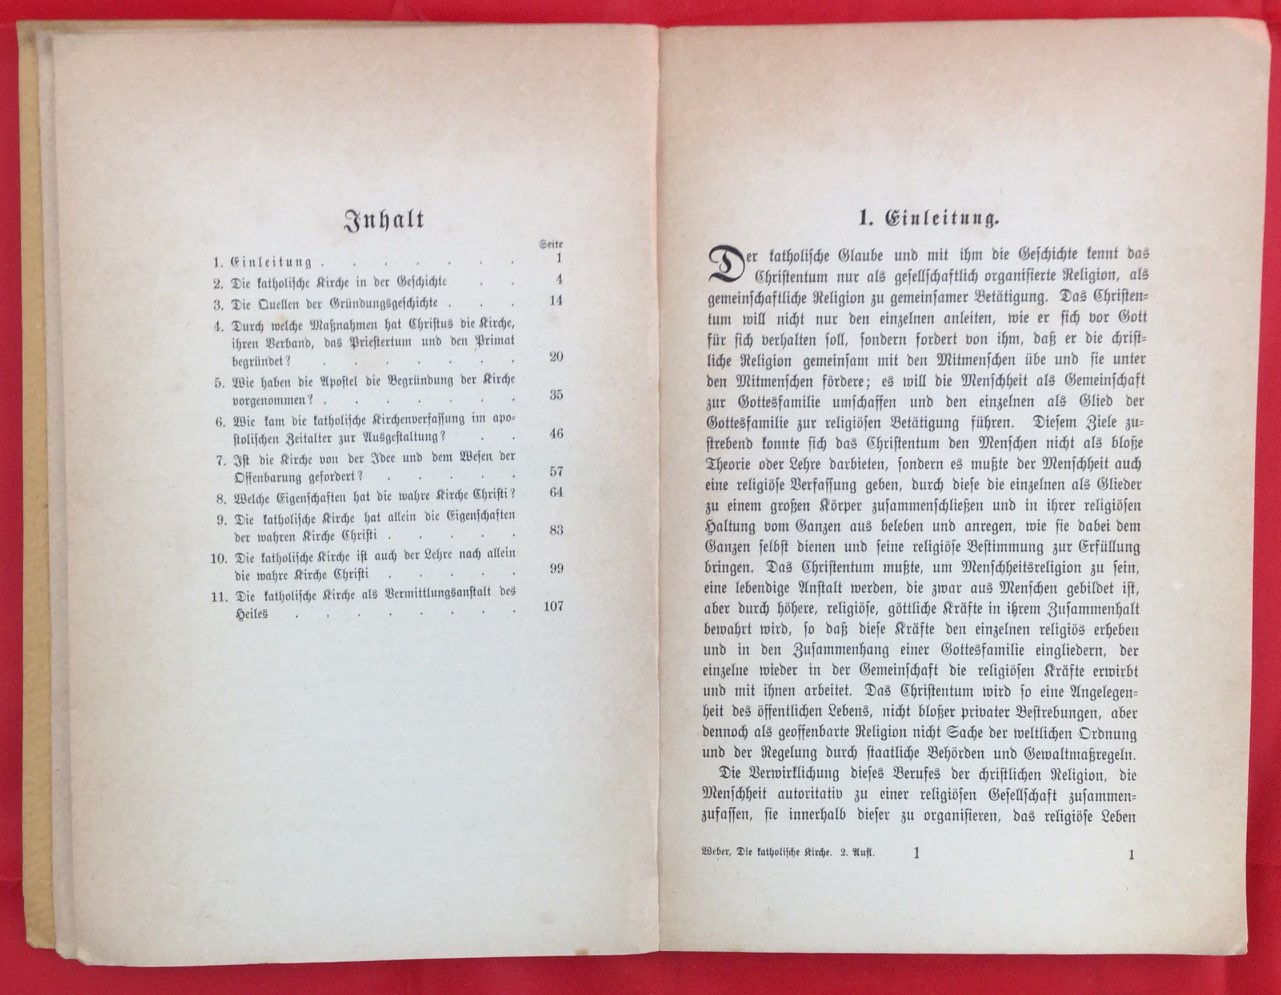 Inhalt
Seite
1. Einleitung . . . . . . . 1
2. Die katholische Kirche in der Geschichte . . 4
3. Die Quellen der Gründungsgeschichte . . . 14
4. Durch welche Maßnahmen hat Christus die Kirche,
ihren Verband, das Priestertum und den Primat
begründet? . . . . . . . 20
5. Wie haben die Apostel die Begründung der Kirche
vorgenommen? . . . . . . . 35
6. Wie kam die katholische Kirchenverfassung im apo-
stolischen Zeitalter zur Ausgestaltung? . . 46
7. Ist die Kirche von der Idee und dem Wesen der
Offenbarung gefordert? . . . . . 57
8. Welche Eigenschaften hat die wahre Kirche Christi? 64
9. Die katholische Kirche hat allein die Eigenschaften
der wahren Kirche Christi . . . . . 83
10. Die katholische Kirche ist auch der Lehre nach allein
die wahre Kirche Christi . . . . . 99
11. Die katholische Kirche als Vermittlungsanstalt des
Heiles . . . . . . . . 107
1. Einleitung.
Der katholische Glaube und mit ihm die Geschichte kennt das
Christentum nur als gesellschaftlich organisierte Religion, als
gemeinschaftliche Religion zu gemeinsamer Betätigung. Das Christen-
tum will nicht nur den einzelnen anleiten, wie er sich vor Gott
für sich verhalten soll, sondern fordert von ihm, daß er die christ-
liche Religion gemeinsam mit den Mitmenschen übe und sie unter
den Mitmenschen fördere; es will die Menschheit als Gemeinschaft
zur Gottesfamilie umschaffen und den einzelnen als Glied der
Gottesfamilie zur religiösen Betätigung führen. Diesem Ziele zu-
strebend konnte sich das Christentum den Menschen nicht als bloße
Theorie oder Lehre darbieten, sondern es mußte der Menschheit auch
eine religiöse Verfassung geben, durch diese die einzelnen als Glieder
zu einem großen Körper zusammenschließen und in ihrer religiösen
Haltung vom Ganzen aus beleben und anregen, wie sie dabei dem
Ganzen selbst dienen und seine religiöse Bestimmung zur Erfüllung
bringen. Das Christentum mußte, um Menschheitsreligion zu sein,
eine lebendige Anstalt werden, die zwar aus Menschen gebildet ist,
aber durch höhere, religiöse, göttliche Kräfte in ihrem Zusammenhalt
bewahrt wird, so daß diese Kräfte den einzelnen religiös erheben
und in den Zusammenhang einer Gottesfamilie eingliedern, der
einzelne wieder in der Gemeinschaft die religiösen Kräfte erwirbt
und mit ihnen arbeitet. Das Christentum wird so eine Angelegen-
heit des öffentlichen Lebens, nicht bloßer privater Bestrebungen, aber
dennoch als geoffenbarte Religion nicht Sache der weltlichen Ordnung
und der Regelung durch staatliche Behörden und Gewaltmaßregeln.
Die Verwirklichung dieses Berufes der christlichen Religion, die
Menschheit autoritativ zu einer religiösen Gesellschaft zusammen-
zufassen, sie innerhalb dieser zu organisieren, das religiöse Leben
Weber, Die katholische Kirche. 2. Aufl. 1 1